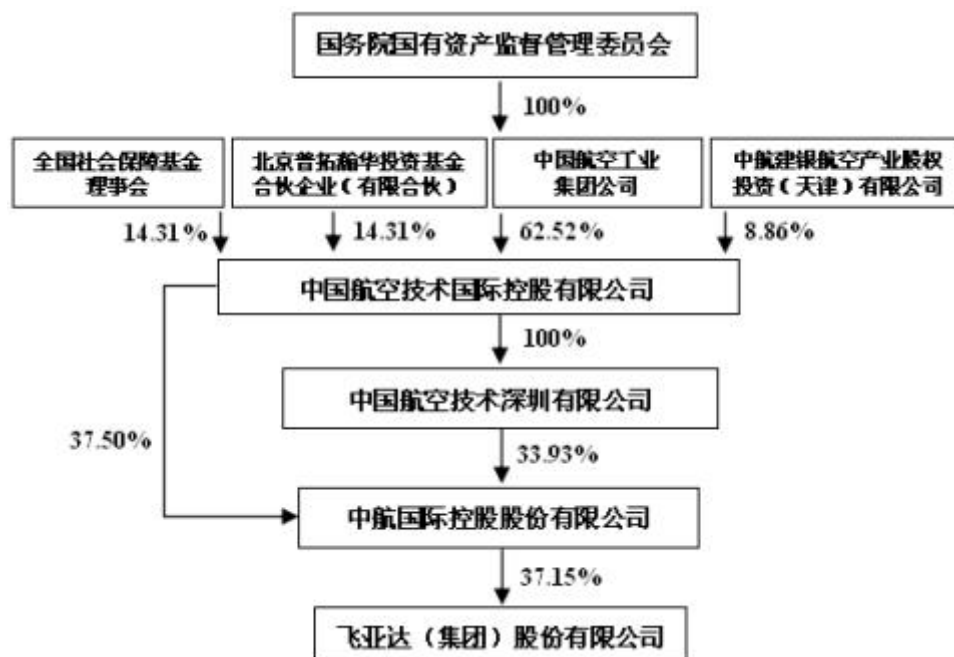 国务院国有资产监督管理委员会
100%
全国社会保障基金
理事会
北京普拓瀚华投资基金
合伙企业（有限合伙）
中国航空工业
集团公司
中航建银航空产业股权
投资（天津）有限公司
14.31%
14.31%
62.52%
8.86%
中国航空技术国际控股有限公司
100%
中国航空技术深圳有限公司
37.50%
33.93%
中航国际控股股份有限公司
37.15%
飞亚达（集团）股份有限公司